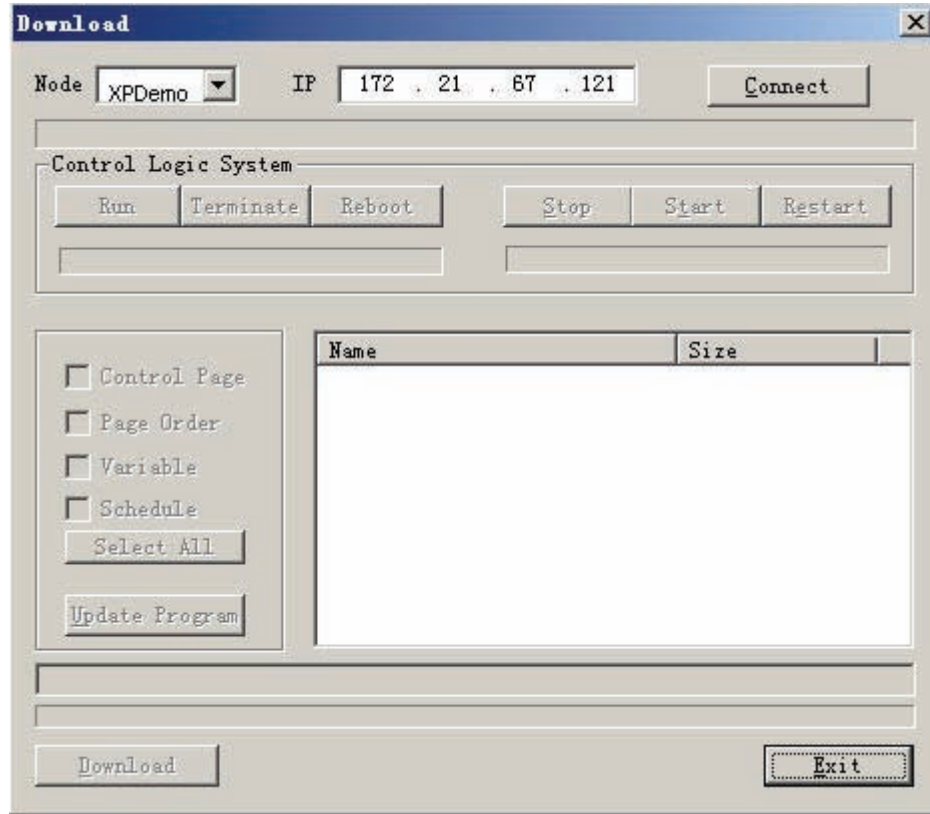 Download
Node XPDemo IP 172 . 21 . 67 . 121 Connect
Control Logic System
Run Terminate Reboot Stop Start Restart
Name Size
Control Page
Page Order
Variable
Schedule
Select All
Update Program
Download Exit